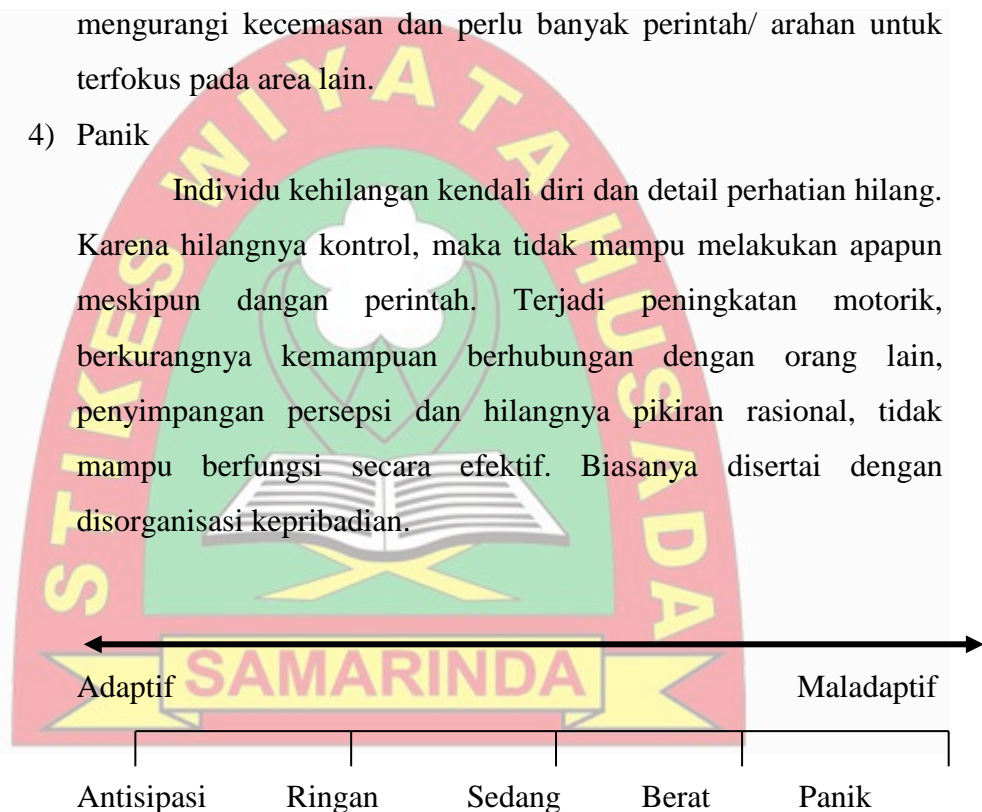 mengurangi kecemasan dan perlu banyak perintah/ arahan untuk
terfokus pada area lain.
4) Panik
Individu kehilangan kendali diri dan detail perhatian hilang.
Karena hilangnya kontrol, maka tidak mampu melakukan apapun
meskipun dangan perintah. Terjadi peningkatan motorik,
berkurangnya kemampuan berhubungan dengan orang lain,
penyimpangan persepsi dan hilangnya pikiran rasional, tidak
mampu berfungsi secara efektif. Biasanya disertai dengan
disorganisasi kepribadian.
STIKES WIYATA HUSADA
SAMARINDA
Adaptif Maladaptif
Antisipasi Ringan Sedang Berat Panik